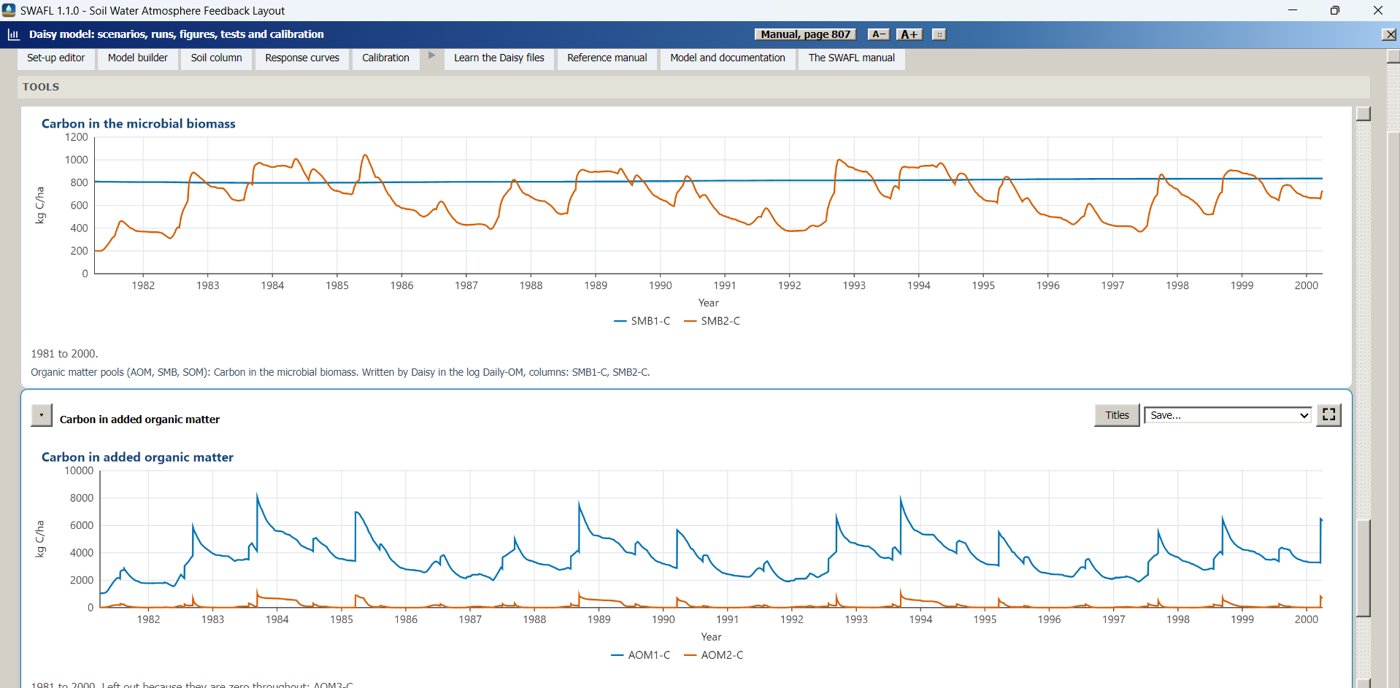 SWAFL 1.1.0 - Soil Water Atmosphere Feedback Layout
Daisy model: scenarios, runs, figures, tests and calibration
Manual, page 807
A−
A+
Set-up editor
Model builder
Soil column
Response curves
Calibration
Learn the Daisy files
Reference manual
Model and documentation
The SWAFL manual
TOOLS
Carbon in the microbial biomass
1200
1000
800
600
400
200
0
kg C/ha
1982 1983 1984 1985 1986 1987 1988 1989 1990 1991 1992 1993 1994 1995 1996 1997 1998 1999 2000
Year
SMB1-C SMB2-C
1981 to 2000.
Organic matter pools (AOM, SMB, SOM): Carbon in the microbial biomass. Written by Daisy in the log Daily-OM, columns: SMB1-C, SMB2-C.
Carbon in added organic matter
Titles
Save...
Carbon in added organic matter
10000
8000
6000
4000
2000
0
kg C/ha
1982 1983 1984 1985 1986 1987 1988 1989 1990 1991 1992 1993 1994 1995 1996 1997 1998 1999 2000
Year
AOM1-C AOM2-C
1981 to 2000. Left out because they are zero throughout: AOM3-C